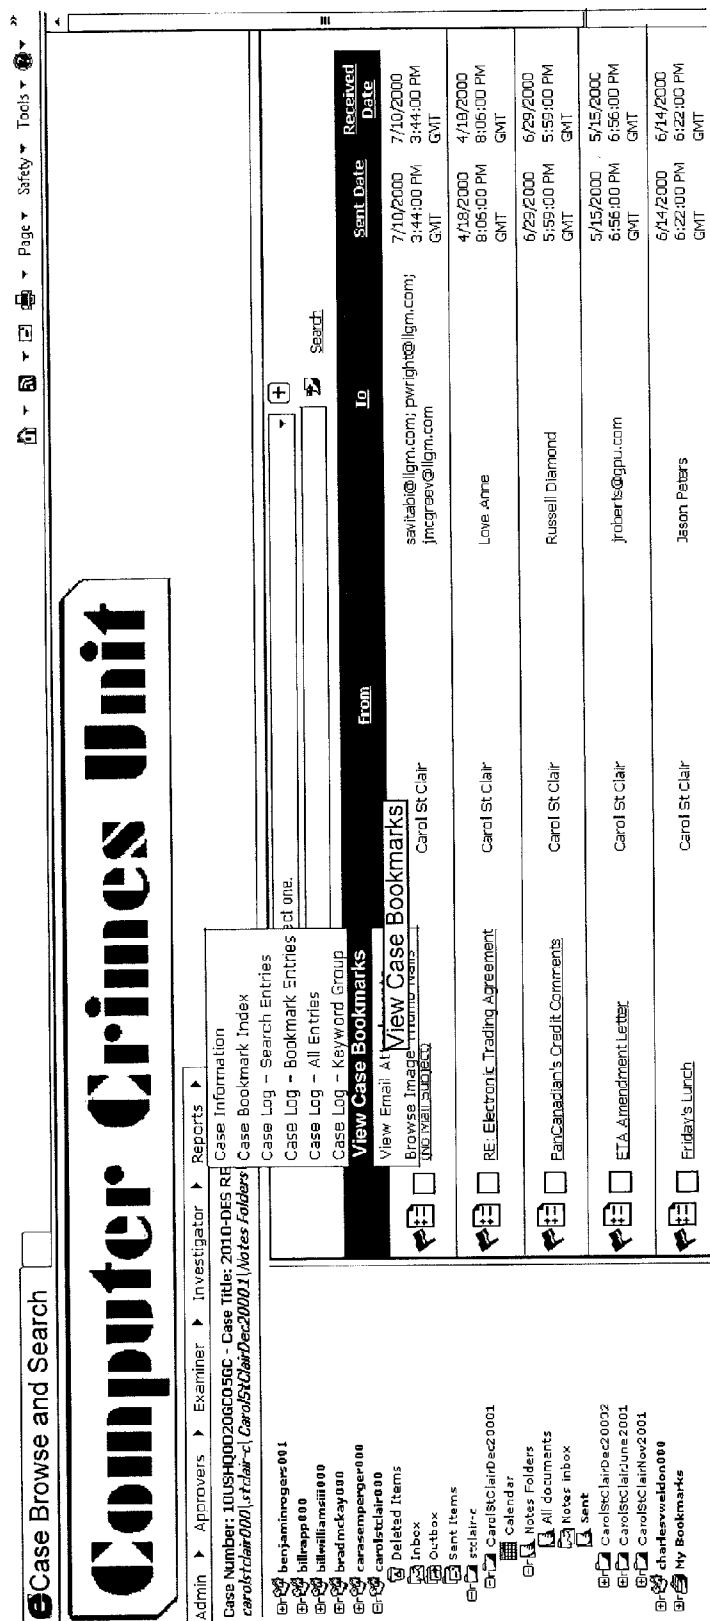 Case Browse and Search
Page Safety Tools
Computer Crimes Unit
Admin Approvers Examiner Investigator Reports
Case Number: 10USHQ0020GC05GC - Case Title: 2010-DES RE
carolstclair000\stclair-c\CarolStClairDec20001\Notes Folders\
Case Information
Case Bookmark Index
Case Log - Search Entries
Case Log - Bookmark Entries
Case Log - All Entries
Case Log - Keyword Group
View Case Bookmarks
View Email
Browse Image
View Case Bookmarks
ect one.
Search
benjaminrogers001
billrapp000
billwilliamsiii000
bradmckay000
carasemperger000
carolstclair000
Deleted Items
Inbox
Outbox
Sent Items
stclair-c
CarolStClairDec20001
Calendar
Notes Folders
All documents
Notes inbox
Sent
CarolStClairDec20002
CarolStClairJune2001
CarolStClairNov2001
charlesweldon000
My Bookmarks
From To Sent Date Received Date
(No Mail Subject) Carol St Clair savitabi@llgm.com; pwright@llgm.com; 7/10/2000 7/10/2000
jmcgreev@llgm.com 3:44:00 PM 3:44:00 PM
GMT GMT
RE: Electronic Trading Agreement Carol St Clair Love Anne 4/18/2000 4/18/2000
8:06:00 PM 8:06:00 PM
GMT GMT
PanCanadian's Credit Comments Carol St Clair Russell Diamond 6/29/2000 6/29/2000
5:59:00 PM 5:59:00 PM
GMT GMT
ETA Amendment Letter Carol St Clair jroberts@gpu.com 5/15/2000 5/15/2000
6:56:00 PM 6:56:00 PM
GMT GMT
Friday's Lunch Carol St Clair Jason Peters 6/14/2000 6/14/2000
6:22:00 PM 6:22:00 PM
GMT GMT